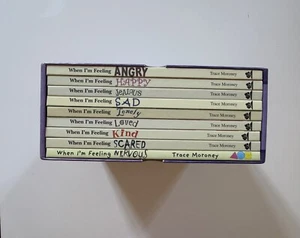 When I'm Feeling ANGRY Trace Moroney
When I'm Feeling HAPPY Trace Moroney
When I'm Feeling JEALOUS Trace Moroney
When I'm Feeling SAD Trace Moroney
When I'm Feeling Lonely Trace Moroney
When I'm Feeling Loved Trace Moroney
When I'm Feeling Kind Trace Moroney
When I'm Feeling SCARED Trace Moroney
When I'm Feeling NERVOUS Trace Moroney